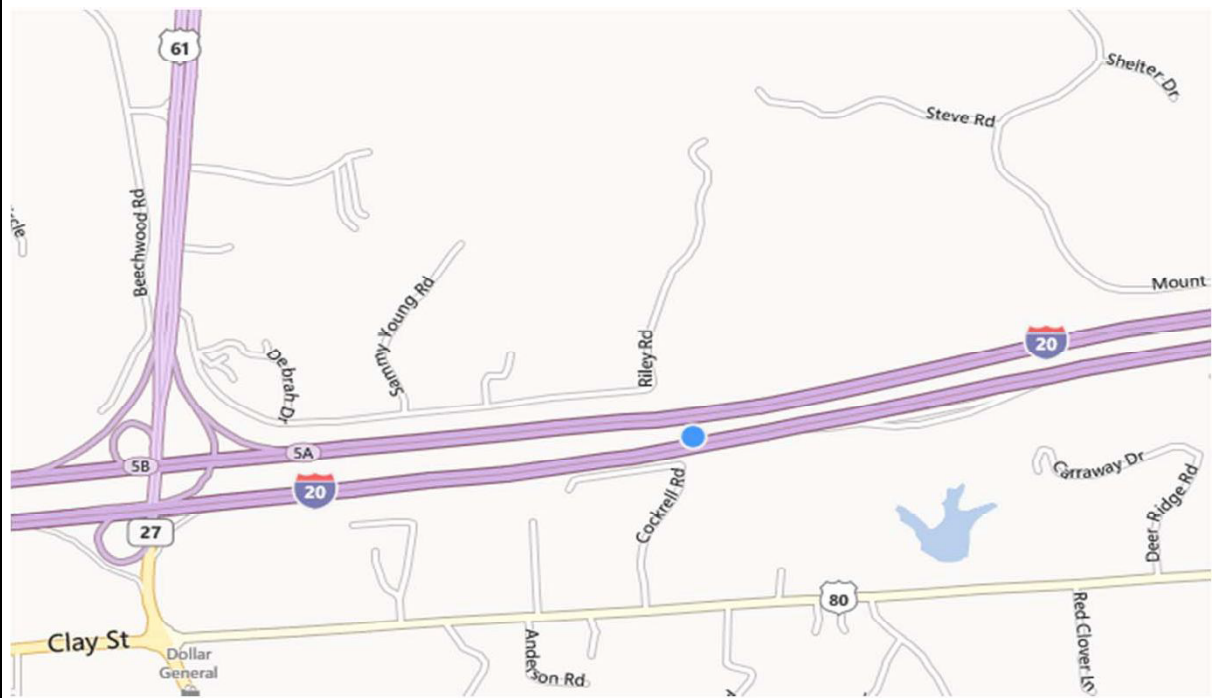 61
Shelter Dr
Steve Rd
Beechwood Rd
cle
Mount
Sammy Young Rd
Riley Rd
20
Debrah Dr
5A
5B
20
Carraway Dr
Deer Ridge Rd
Cockrell Rd
27
80
Clay St
Dollar
General
Anderson Rd
Red Clover Ln